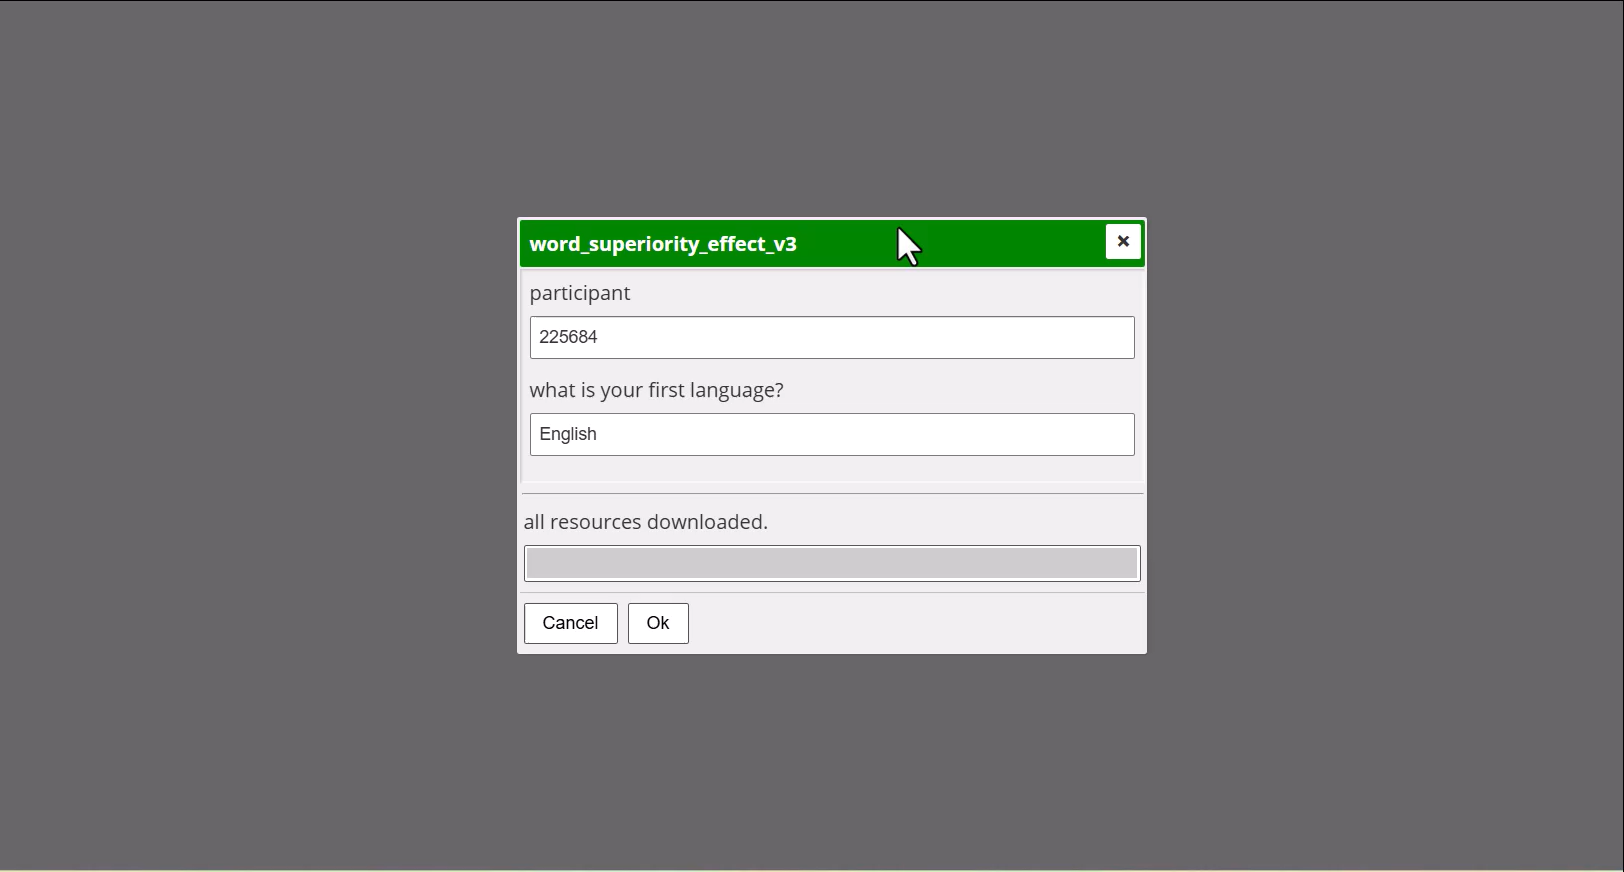 word_superiority_effect_v3
participant
225684
what is your first language?
English
all resources downloaded.
Cancel Ok